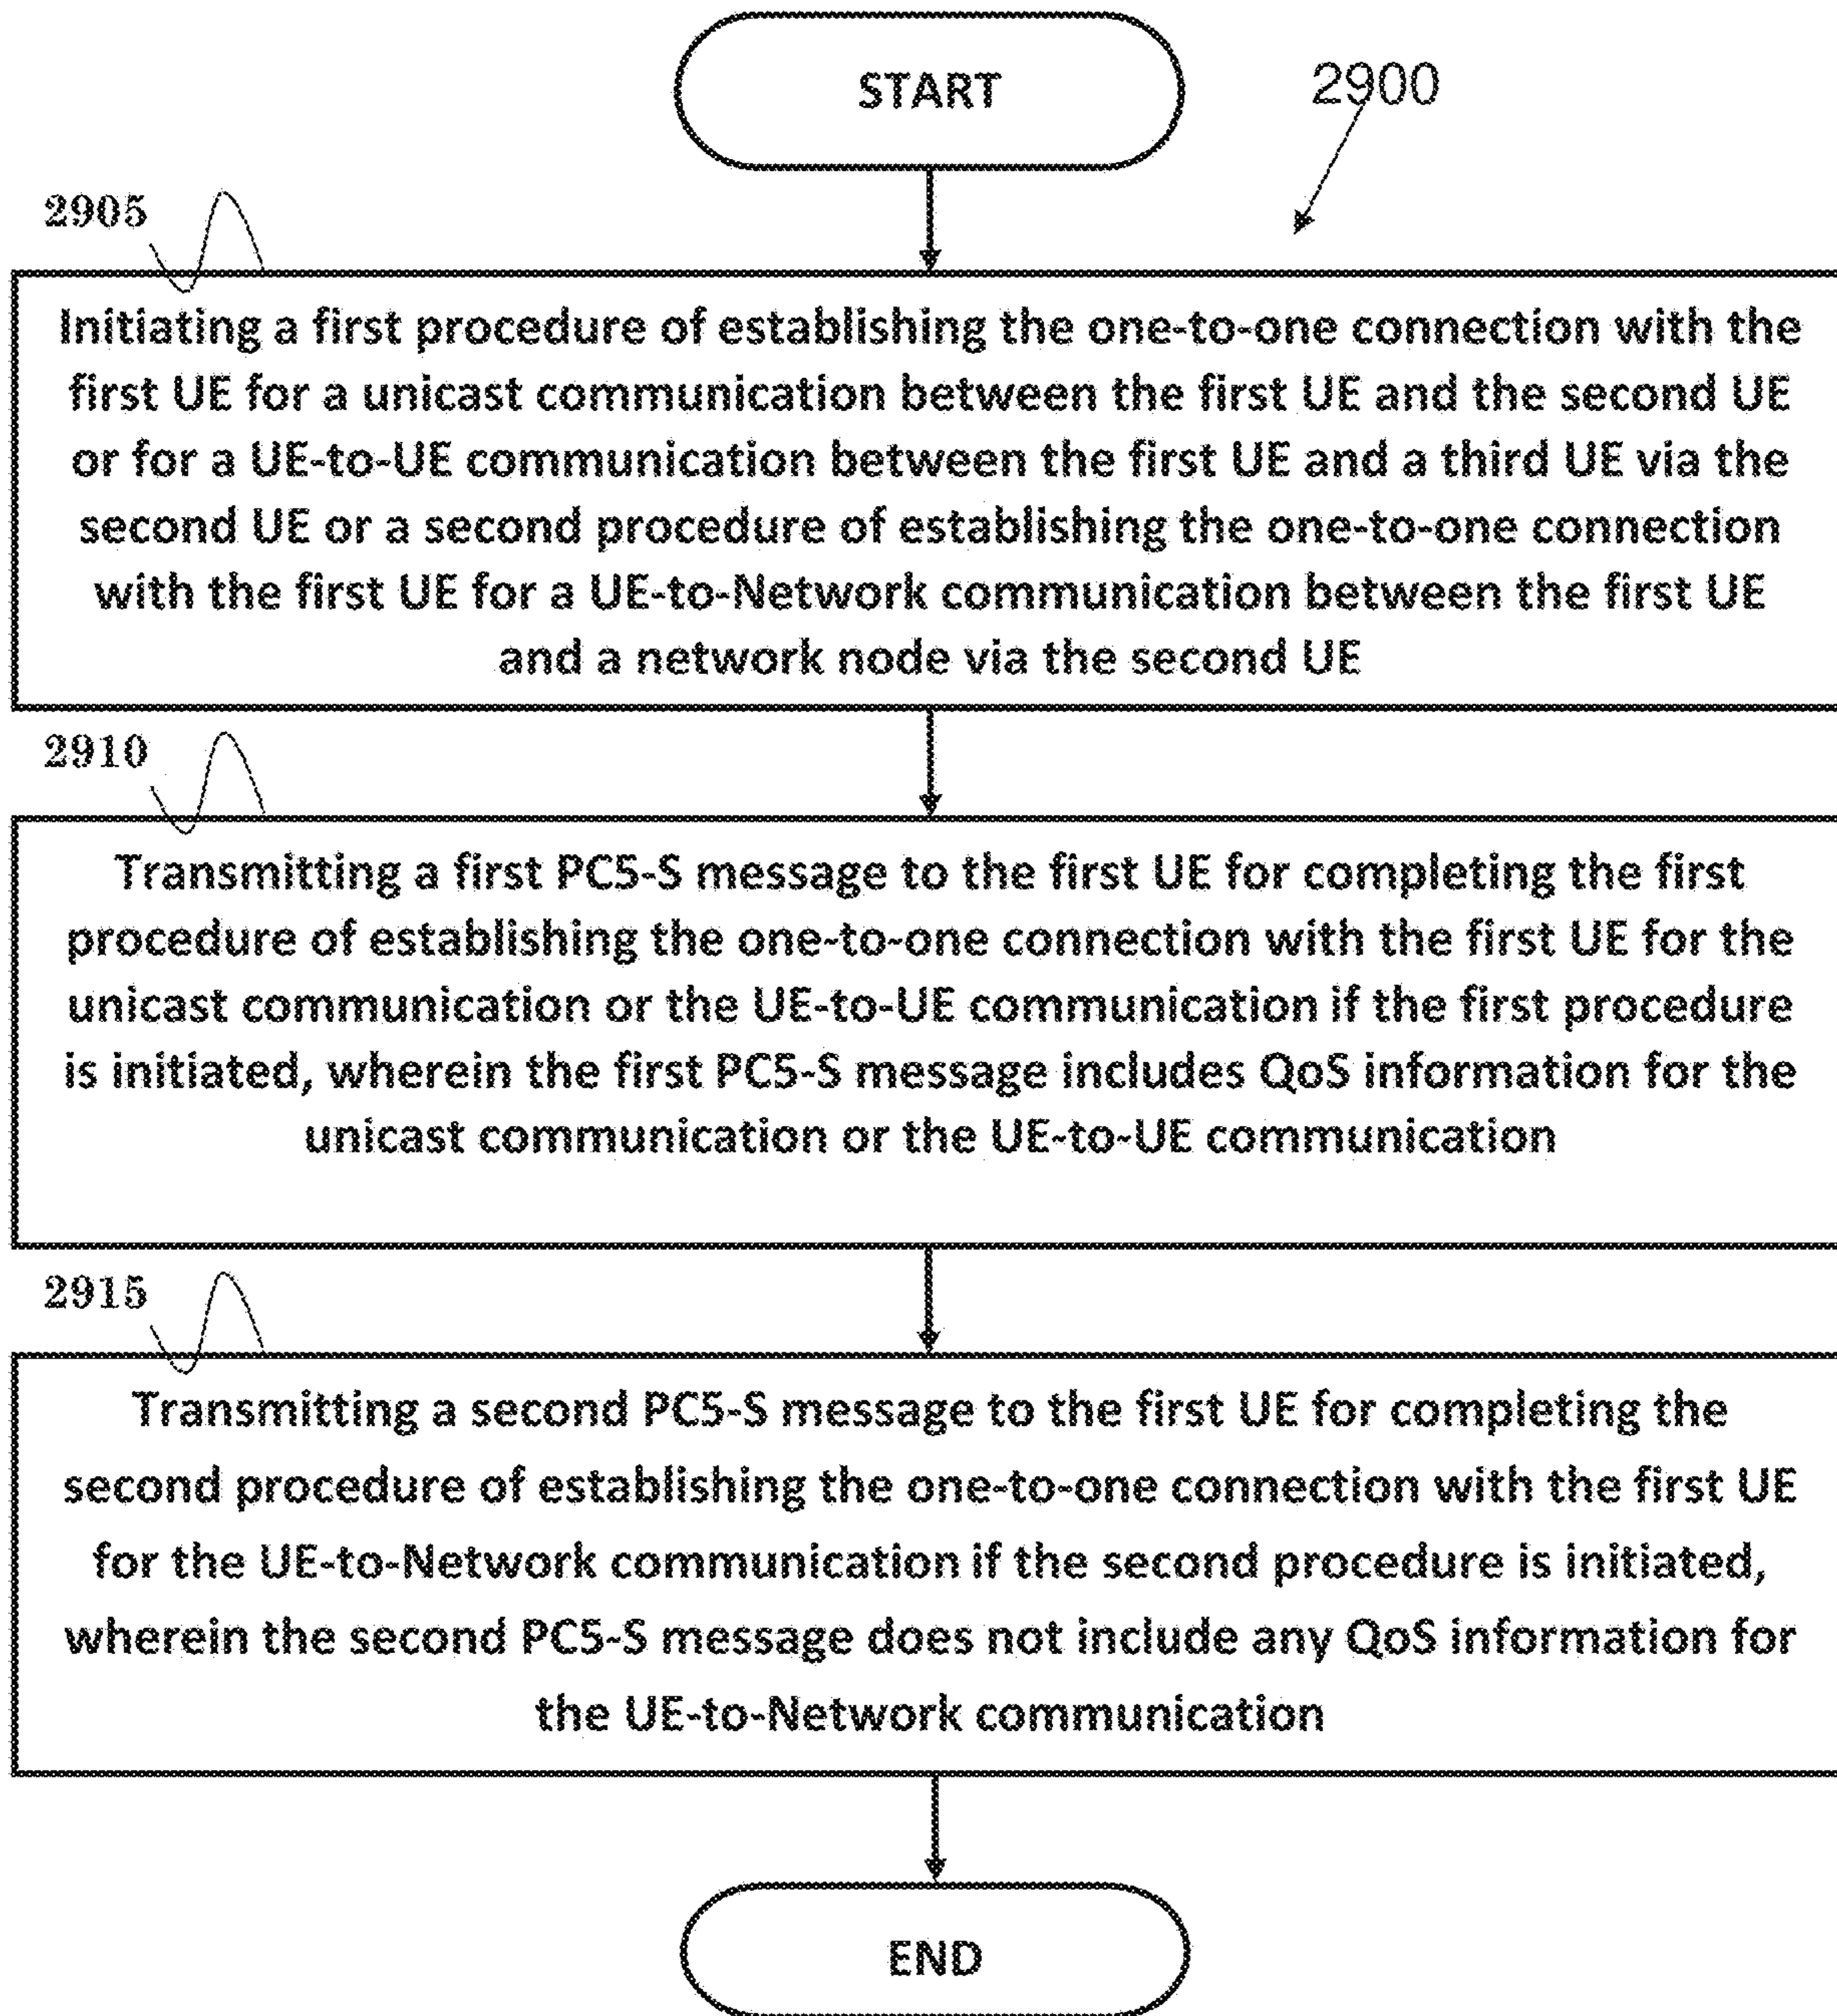 START
2900
2905
Initiating a first procedure of establishing the one-to-one connection with the
first UE for a unicast communication between the first UE and the second UE
or for a UE-to-UE communication between the first UE and a third UE via the
second UE or a second procedure of establishing the one-to-one connection
with the first UE for a UE-to-Network communication between the first UE
and a network node via the second UE
2910
Transmitting a first PC5-S message to the first UE for completing the first
procedure of establishing the one-to-one connection with the first UE for the
unicast communication or the UE-to-UE communication if the first procedure
is initiated, wherein the first PC5-S message includes QoS information for the
unicast communication or the UE-to-UE communication
2915
Transmitting a second PC5-S message to the first UE for completing the
second procedure of establishing the one-to-one connection with the first UE
for the UE-to-Network communication if the second procedure is initiated,
wherein the second PC5-S message does not include any QoS information for
the UE-to-Network communication
END